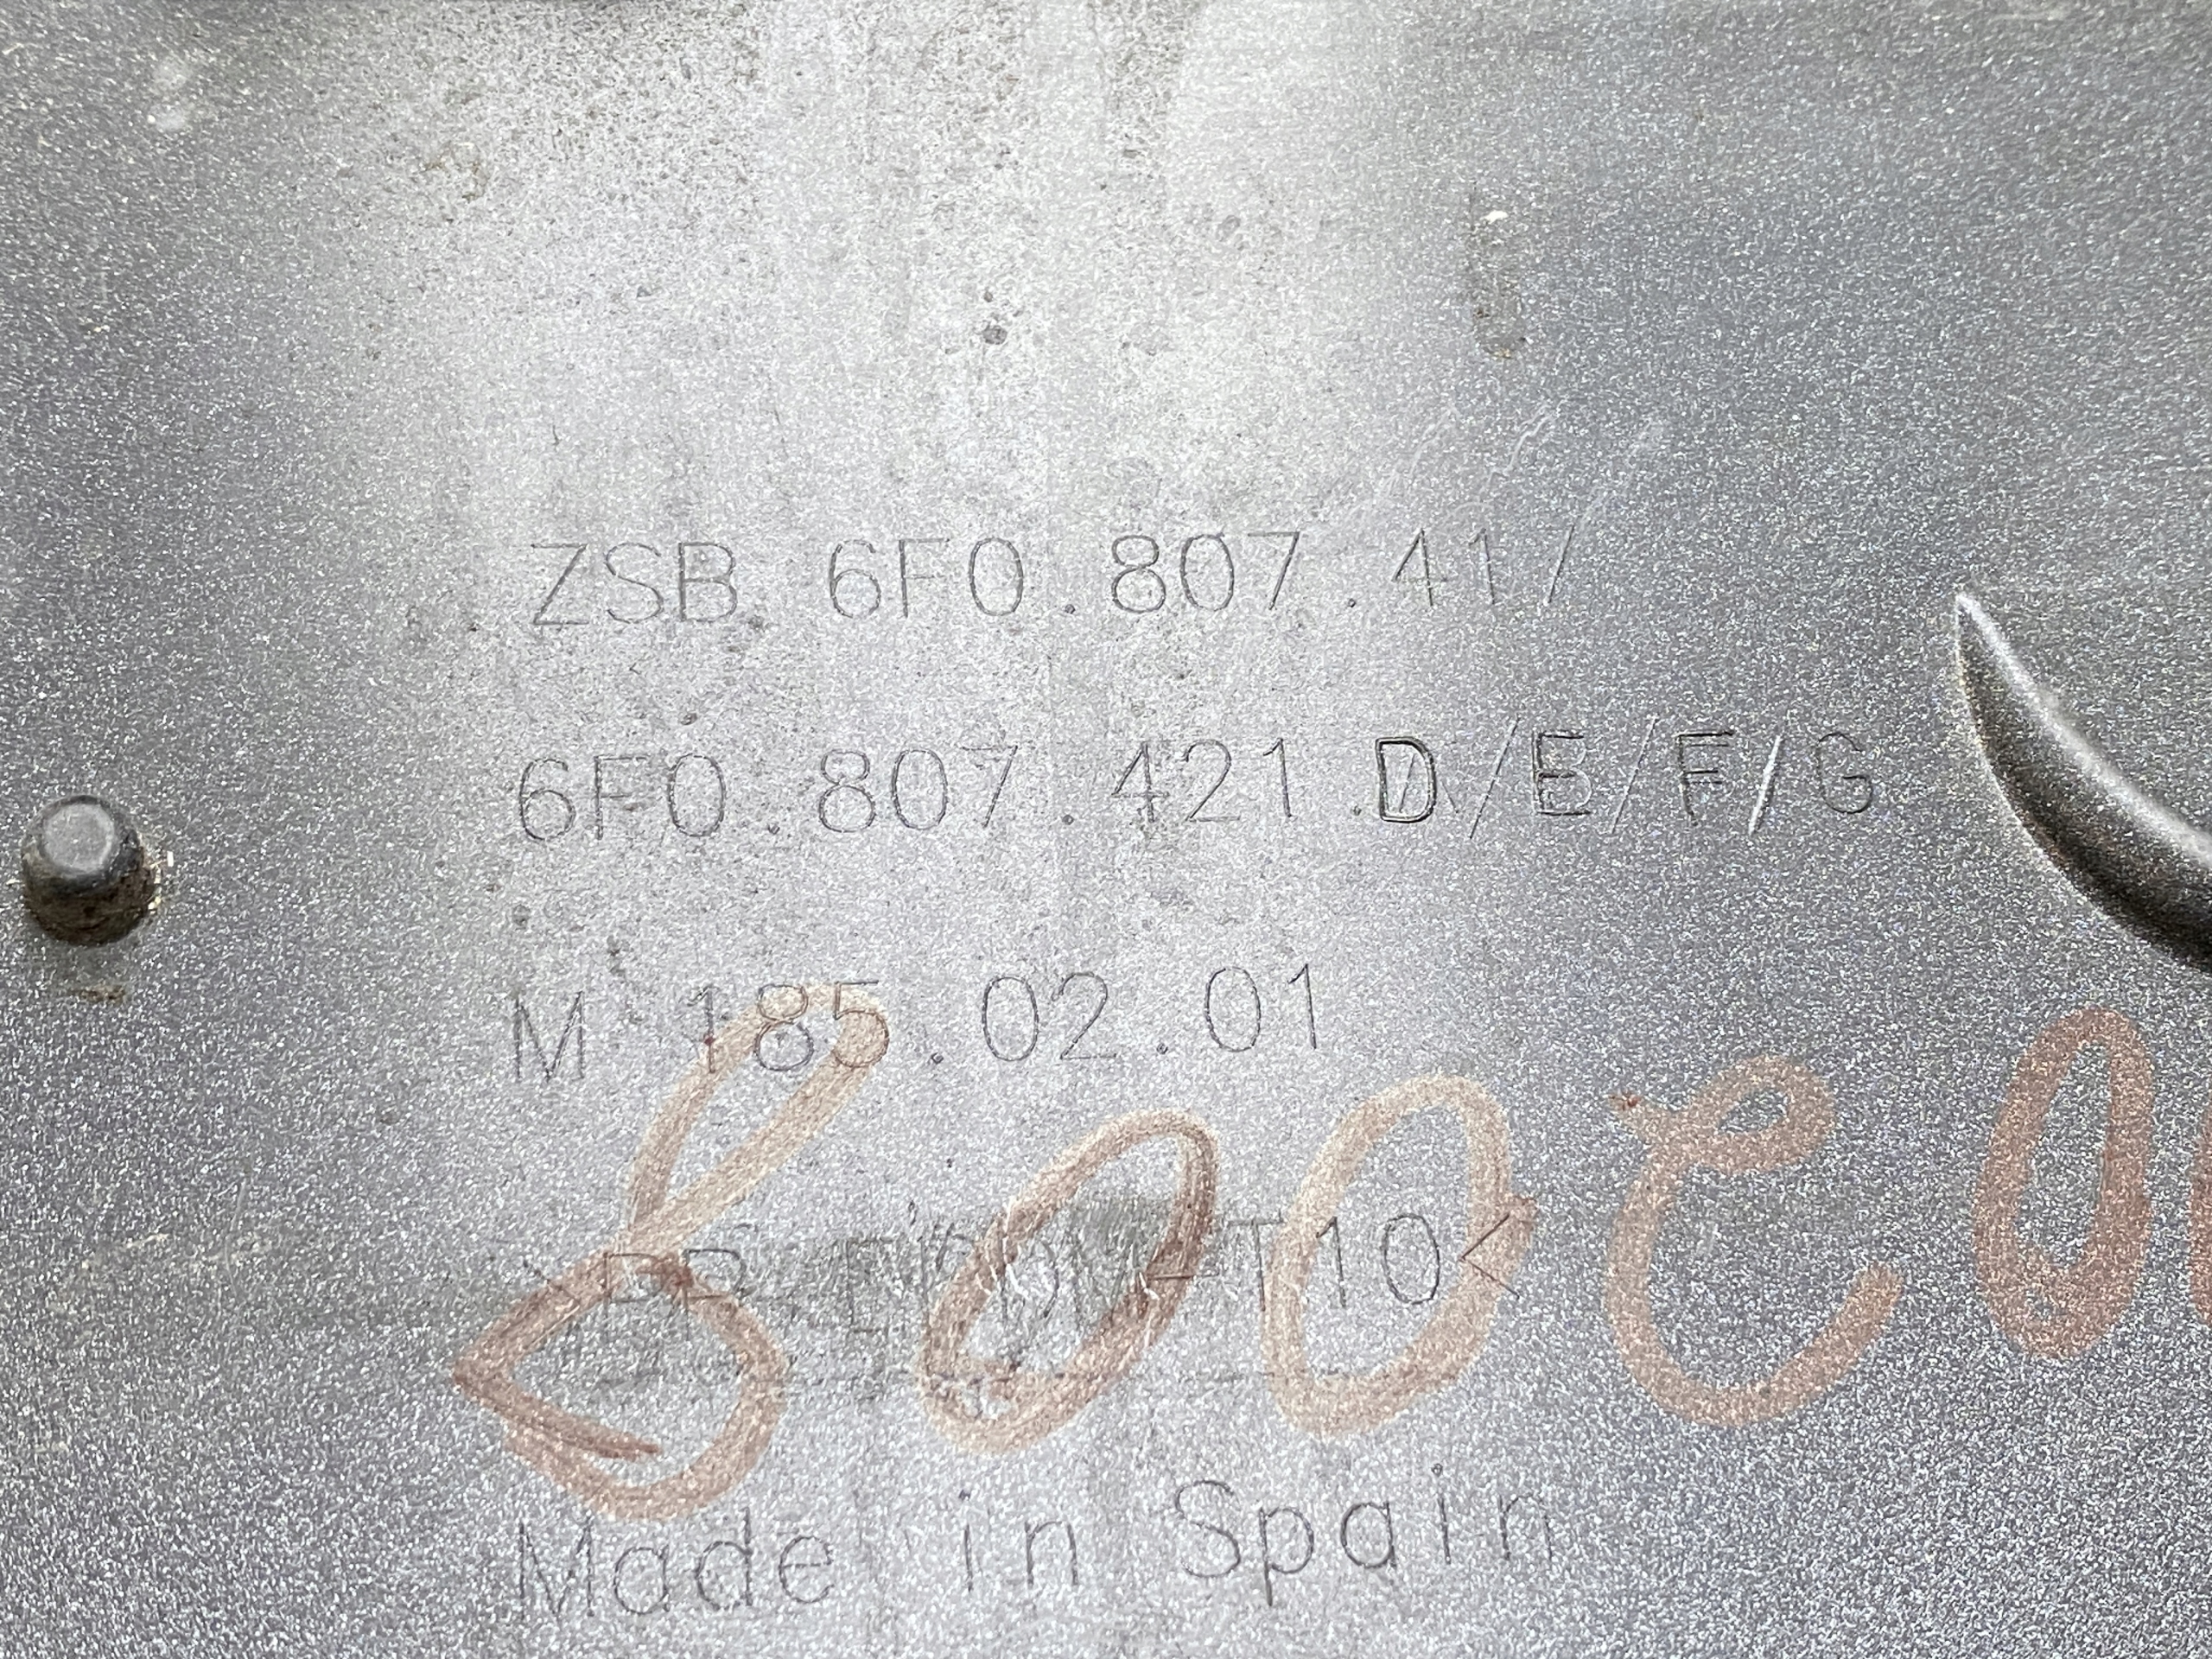 ZSB 6F0.807.417
6F0.807.421.D/E/F/G
M 185.02.01
>PP-EPDM-T10<
Made in Spain